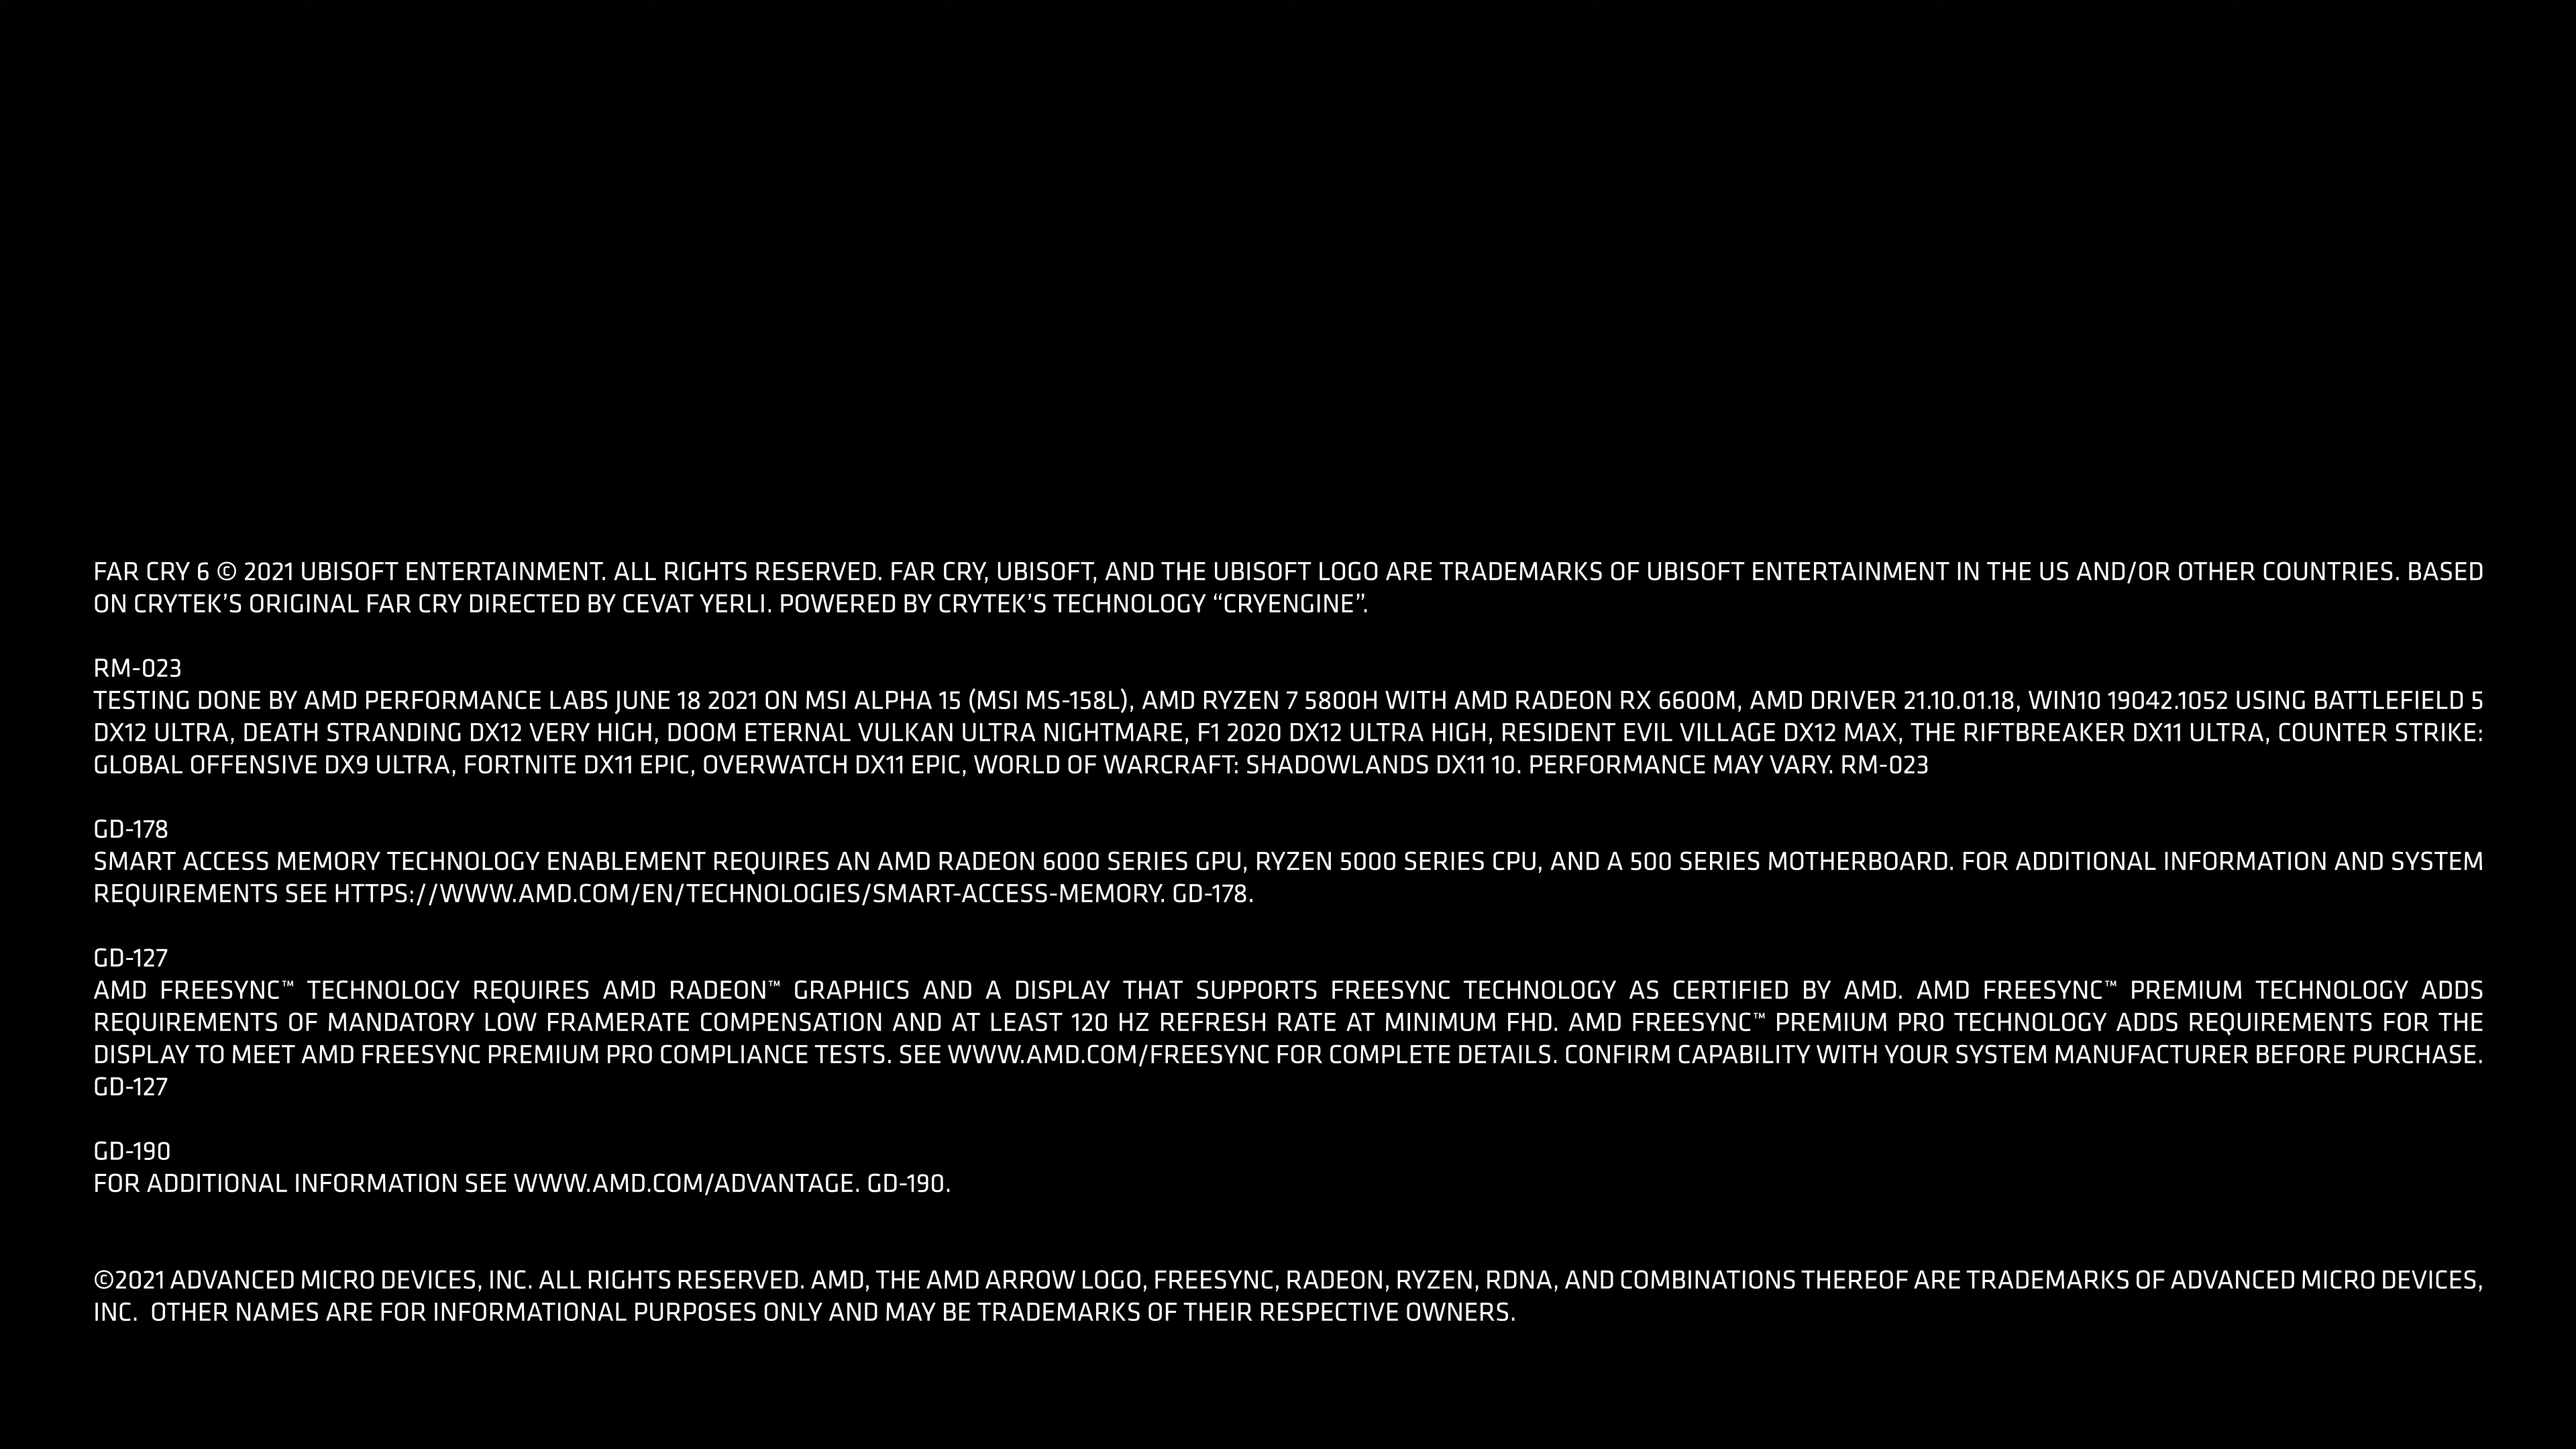 FAR CRY 6 © 2021 UBISOFT ENTERTAINMENT. ALL RIGHTS RESERVED. FAR CRY, UBISOFT, AND THE UBISOFT LOGO ARE TRADEMARKS OF UBISOFT ENTERTAINMENT IN THE US AND/OR OTHER COUNTRIES. BASED
ON CRYTEK’S ORIGINAL FAR CRY DIRECTED BY CEVAT YERLI. POWERED BY CRYTEK’S TECHNOLOGY “CRYENGINE”.
RM-023
TESTING DONE BY AMD PERFORMANCE LABS JUNE 18 2021 ON MSI ALPHA 15 (MSI MS-158L), AMD RYZEN 7 5800H WITH AMD RADEON RX 6600M, AMD DRIVER 21.10.01.18, WIN10 19042.1052 USING BATTLEFIELD 5
DX12 ULTRA, DEATH STRANDING DX12 VERY HIGH, DOOM ETERNAL VULKAN ULTRA NIGHTMARE, F1 2020 DX12 ULTRA HIGH, RESIDENT EVIL VILLAGE DX12 MAX, THE RIFTBREAKER DX11 ULTRA, COUNTER STRIKE:
GLOBAL OFFENSIVE DX9 ULTRA, FORTNITE DX11 EPIC, OVERWATCH DX11 EPIC, WORLD OF WARCRAFT: SHADOWLANDS DX11 10. PERFORMANCE MAY VARY. RM-023
GD-178
SMART ACCESS MEMORY TECHNOLOGY ENABLEMENT REQUIRES AN AMD RADEON 6000 SERIES GPU, RYZEN 5000 SERIES CPU, AND A 500 SERIES MOTHERBOARD. FOR ADDITIONAL INFORMATION AND SYSTEM
REQUIREMENTS SEE HTTPS://WWW.AMD.COM/EN/TECHNOLOGIES/SMART-ACCESS-MEMORY. GD-178.
GD-127
AMD FREESYNC™ TECHNOLOGY REQUIRES AMD RADEON™ GRAPHICS AND A DISPLAY THAT SUPPORTS FREESYNC TECHNOLOGY AS CERTIFIED BY AMD. AMD FREESYNC™ PREMIUM TECHNOLOGY ADDS
REQUIREMENTS OF MANDATORY LOW FRAMERATE COMPENSATION AND AT LEAST 120 HZ REFRESH RATE AT MINIMUM FHD. AMD FREESYNC™ PREMIUM PRO TECHNOLOGY ADDS REQUIREMENTS FOR THE
DISPLAY TO MEET AMD FREESYNC PREMIUM PRO COMPLIANCE TESTS. SEE WWW.AMD.COM/FREESYNC FOR COMPLETE DETAILS. CONFIRM CAPABILITY WITH YOUR SYSTEM MANUFACTURER BEFORE PURCHASE.
GD-127
GD-190
FOR ADDITIONAL INFORMATION SEE WWW.AMD.COM/ADVANTAGE. GD-190.
©2021 ADVANCED MICRO DEVICES, INC. ALL RIGHTS RESERVED. AMD, THE AMD ARROW LOGO, FREESYNC, RADEON, RYZEN, RDNA, AND COMBINATIONS THEREOF ARE TRADEMARKS OF ADVANCED MICRO DEVICES,
INC.  OTHER NAMES ARE FOR INFORMATIONAL PURPOSES ONLY AND MAY BE TRADEMARKS OF THEIR RESPECTIVE OWNERS.